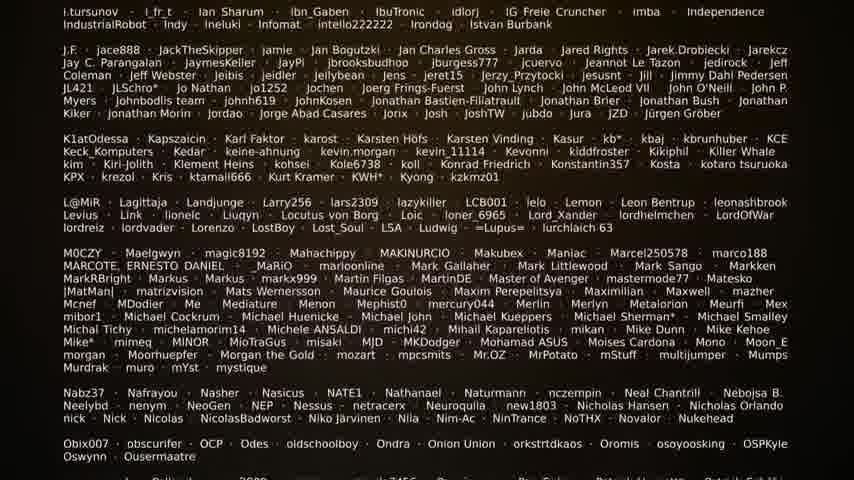 i.tursunov · i_fr_t · Ian Sharum · ibn_Gaben · IbuTronic · idlorj · IG Freie Cruncher · imba · Independence
IndustrialRobot · Indy · ineluki · Infomat · intello222222 · Irondog · Istvan Burbank
J.F. · jace888 · JackTheSkipper · jamie · Jan Bogutzki · Jan Charles Gross · Jarda · Jared Rights · Jarek.Drobiecki · Jarekcz
Jay C. Parangalan · JaymesKeller · JayPi · jbrooksbudhoo · jburgess777 · jcuervo · Jeannot Le Tazon · jedirock · Jeff
Coleman · Jeff Webster · Jeibis · jeidler · Jellybean · Jens · jeret15 · Jerzy_Przytocki · jesusnt · Jill · Jimmy Dahl Pedersen
JL421 · JLSchro* · Jo Nathan · jo1252 · Jochen · Joerg Frings-Fuerst · John Lynch · John McLeod VII · John O'Neill · John P.
Myers · Johnbodlis team · johnh619 · JohnKosen · Jonathan Bastien-Filiatrault · Jonathan Brier · Jonathan Bush · Jonathan
Kiker · Jonathan Morin · Jordao · Jorge Abad Casares · Jorix · Josh · JoshTW · jubdo · Jura · JZD · Jürgen Gröber
K1atOdessa · Kapszaicin · Karl Faktor · karost · Karsten Höfs · Karsten Vinding · Kasur · kb* · kbaj · kbrunhuber · KCE
Keck_Komputers · Kedar · keine-ahnung · kevin.morgan · kevin_11114 · Kevonni · kiddfroster · Kikiphil · Killer Whale
kim · Kiri-Jolith · Klement Heins · kohsei · Kole6738 · koll · Konrad Friedrich · Konstantin357 · Kosta · kotaro tsuruoka
KPX · krezol · Kris · ktamail666 · Kurt Kramer · KWH* · Kyong · kzkmz01
L@MiR · Lagittaja · Landjunge · Larry256 · lars2309 · lazykiller · LCB001 · lelo · Lemon · Leon Bentrup · leonashbrook
Levius · Link · lionelc · Liuqyn · Locutus von Borg · Loic · loner_6965 · Lord_Xander · lordhelmchen · LordOfWar
lordreiz · lordvader · Lorenzo · LostBoy · Lost_Soul · LSA · Ludwig · =Lupus= · lurchlaich 63
M0CZY · Maelgwyn · magic8192 · Mahachippy · MAKINURCIO · Makubex · Maniac · Marcel250578 · marco188
MARCOTE, ERNESTO DANIEL · _MaRiO · marioonline · Mark Gallaher · Mark Littlewood · Mark Sango · Markken
MarkRBright · Markus · Markus · markx999 · Martin Filgas · MartinDE · Master of Avenger · mastermode77 · Matesko
|MatMan| · matrizvision · Mats Wernersson · Maurice Goulois · Maxim Perepelitsya · Maximilian · Maxwell · mazher
Mcnef · MDodier · Me · Mediature · Menon · Mephist0 · mercury044 · Merlin · Merlyn · Metalorion · Meurfi · Mex
mibor1 · Michael Cockrum · Michael Huenicke · Michael John · Michael Kueppers · Michael Sherman* · Michael Smalley
Michal Tichy · michelamorim14 · Michele ANSALDI · michi42 · Mihail Kapareliotis · mikan · Mike Dunn · Mike Kehoe
Mike* · mimeq · MINOR · MioTraGus · misaki · MJD · MKDodger · Mohamad ASUS · Moises Cardona · Mono · Moon_E
morgan · Moorhuepfer · Morgan the Gold · mozart · mpcsmits · Mr.OZ · MrPotato · mStuff · multijumper · Mumps
Murdrak · muro · mYst · mystique
Nabz37 · Nafrayou · Nasher · Nasicus · NATE1 · Nathanael · Naturmann · nczempin · Neal Chantrill · Nebojsa B.
Neelybd · nenym · NeoGen · NEP · Nessus · netracerx · Neuroquila · new1803 · Nicholas Hansen · Nicholas Orlando
nick · Nick · Nicolas · NicolasBadworst · Niko Järvinen · Nila · Nim-Ac · NinTrance · NoTHX · Novalor · Nukehead
Obix007 · obscurifer · OCP · Odes · oldschoolboy · Ondra · Onion Union · orkstrtdkaos · Oromis · osoyoosking · OSPKyle
Oswynn · Ousermaatre